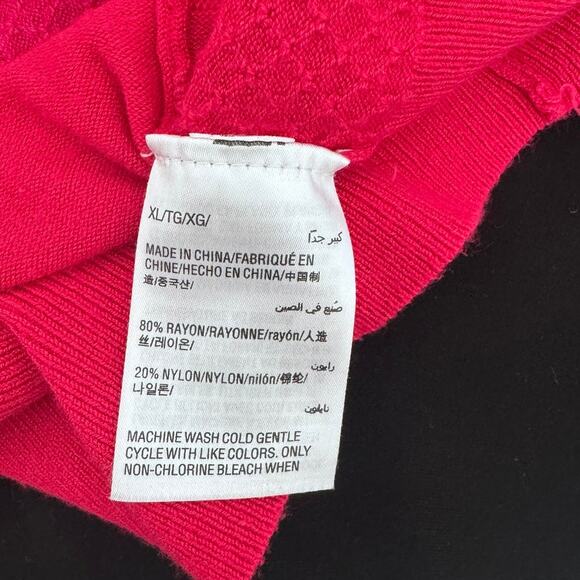 XL/TG/XG/
كبير جدًا
MADE IN CHINA/FABRIQUÉ EN
CHINE/HECHO EN CHINA/中国制
造/중국산/
صُنع في الصين
80% RAYON/RAYONNE/rayón/人造
丝/레이온/
رايون
20% NYLON/NYLON/nilón/锦纶/
나일론/
نايلون
MACHINE WASH COLD GENTLE
CYCLE WITH LIKE COLORS. ONLY
NON-CHLORINE BLEACH WHEN